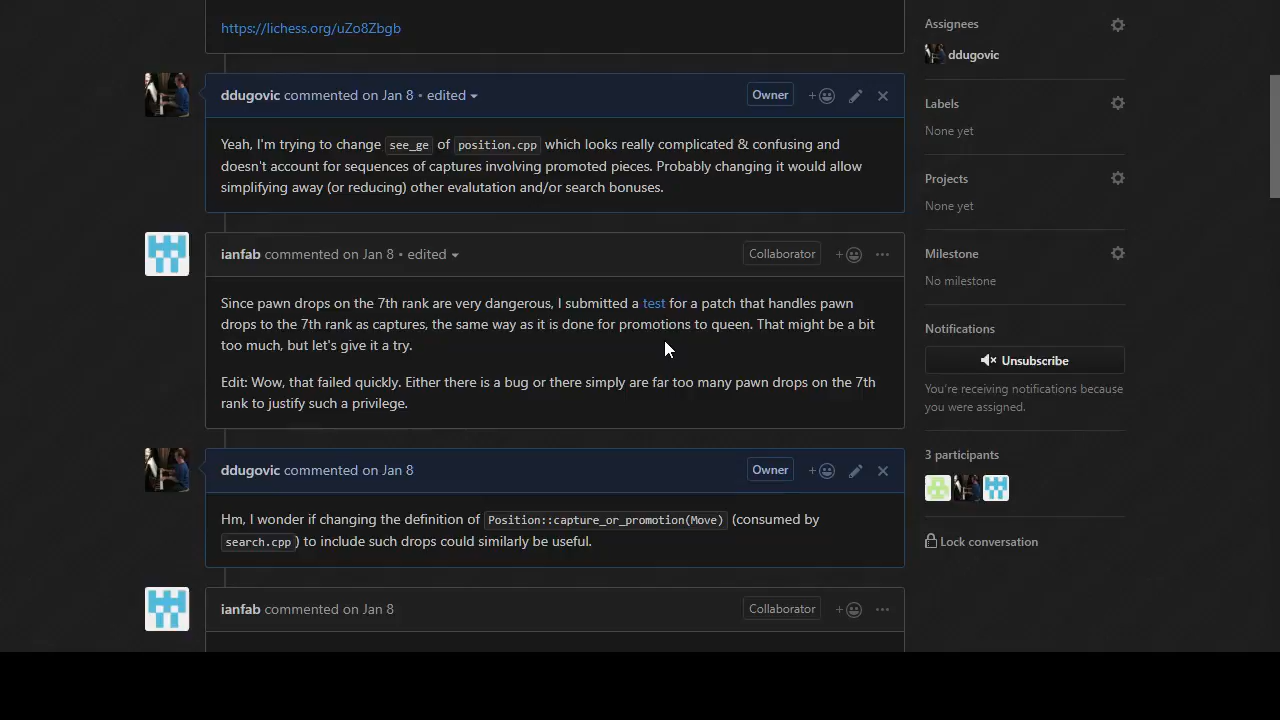 https://lichess.org/uZo8Zbgb
ddugovic commented on Jan 8 • edited
Owner
Yeah, I'm trying to change see_ge of position.cpp which looks really complicated & confusing and
doesn't account for sequences of captures involving promoted pieces. Probably changing it would allow
simplifying away (or reducing) other evalutation and/or search bonuses.
ianfab commented on Jan 8 • edited
Collaborator
Since pawn drops on the 7th rank are very dangerous, I submitted a test for a patch that handles pawn
drops to the 7th rank as captures, the same way as it is done for promotions to queen. That might be a bit
too much, but let's give it a try.
Edit: Wow, that failed quickly. Either there is a bug or there simply are far too many pawn drops on the 7th
rank to justify such a privilege.
ddugovic commented on Jan 8
Owner
Hm, I wonder if changing the definition of Position::capture_or_promotion(Move) (consumed by
search.cpp) to include such drops could similarly be useful.
ianfab commented on Jan 8
Collaborator
Assignees
ddugovic
Labels
None yet
Projects
None yet
Milestone
No milestone
Notifications
Unsubscribe
You're receiving notifications because
you were assigned.
3 participants
Lock conversation